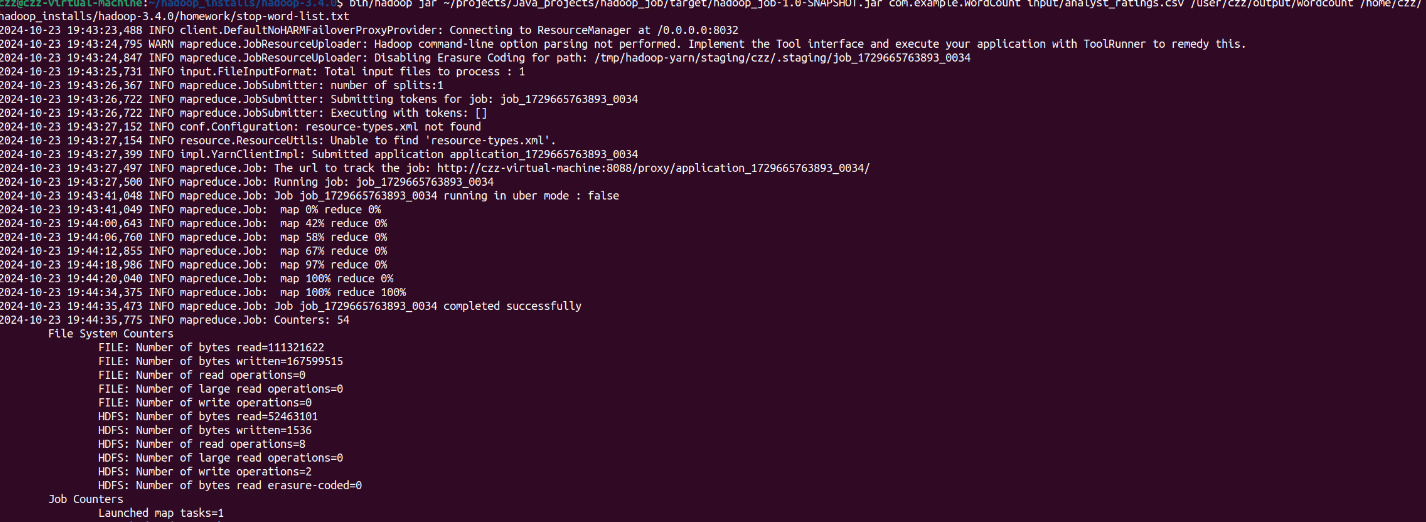 czz@czz-virtual-machine:~/hadoop_installs/hadoop-3.4.0$ bin/hadoop jar ~/projects/Java_projects/hadoop_job/target/hadoop_job-1.0-SNAPSHOT.jar com.example.WordCount input/analyst_ratings.csv /user/czz/output/wordcount /home/czz/
hadoop_installs/hadoop-3.4.0/homework/stop-word-list.txt
2024-10-23 19:43:23,488 INFO client.DefaultNoHARMFailoverProxyProvider: Connecting to ResourceManager at /0.0.0.0:8032
2024-10-23 19:43:24,795 WARN mapreduce.JobResourceUploader: Hadoop command-line option parsing not performed. Implement the Tool interface and execute your application with ToolRunner to remedy this.
2024-10-23 19:43:24,847 INFO mapreduce.JobResourceUploader: Disabling Erasure Coding for path: /tmp/hadoop-yarn/staging/czz/.staging/job_1729665763893_0034
2024-10-23 19:43:25,731 INFO input.FileInputFormat: Total input files to process : 1
2024-10-23 19:43:26,367 INFO mapreduce.JobSubmitter: number of splits:1
2024-10-23 19:43:26,722 INFO mapreduce.JobSubmitter: Submitting tokens for job: job_1729665763893_0034
2024-10-23 19:43:26,722 INFO mapreduce.JobSubmitter: Executing with tokens: []
2024-10-23 19:43:27,152 INFO conf.Configuration: resource-types.xml not found
2024-10-23 19:43:27,154 INFO resource.ResourceUtils: Unable to find 'resource-types.xml'.
2024-10-23 19:43:27,399 INFO impl.YarnClientImpl: Submitted application application_1729665763893_0034
2024-10-23 19:43:27,497 INFO mapreduce.Job: The url to track the job: http://czz-virtual-machine:8088/proxy/application_1729665763893_0034/
2024-10-23 19:43:27,500 INFO mapreduce.Job: Running job: job_1729665763893_0034
2024-10-23 19:43:41,048 INFO mapreduce.Job: Job job_1729665763893_0034 running in uber mode : false
2024-10-23 19:43:41,049 INFO mapreduce.Job:  map 0% reduce 0%
2024-10-23 19:44:00,643 INFO mapreduce.Job:  map 42% reduce 0%
2024-10-23 19:44:06,760 INFO mapreduce.Job:  map 58% reduce 0%
2024-10-23 19:44:12,855 INFO mapreduce.Job:  map 67% reduce 0%
2024-10-23 19:44:18,986 INFO mapreduce.Job:  map 97% reduce 0%
2024-10-23 19:44:20,040 INFO mapreduce.Job:  map 100% reduce 0%
2024-10-23 19:44:34,375 INFO mapreduce.Job:  map 100% reduce 100%
2024-10-23 19:44:35,473 INFO mapreduce.Job: Job job_1729665763893_0034 completed successfully
2024-10-23 19:44:35,775 INFO mapreduce.Job: Counters: 54
File System Counters
FILE: Number of bytes read=111321622
FILE: Number of bytes written=167599515
FILE: Number of read operations=0
FILE: Number of large read operations=0
FILE: Number of write operations=0
HDFS: Number of bytes read=52463101
HDFS: Number of bytes written=1536
HDFS: Number of read operations=8
HDFS: Number of large read operations=0
HDFS: Number of write operations=2
HDFS: Number of bytes read erasure-coded=0
Job Counters
Launched map tasks=1